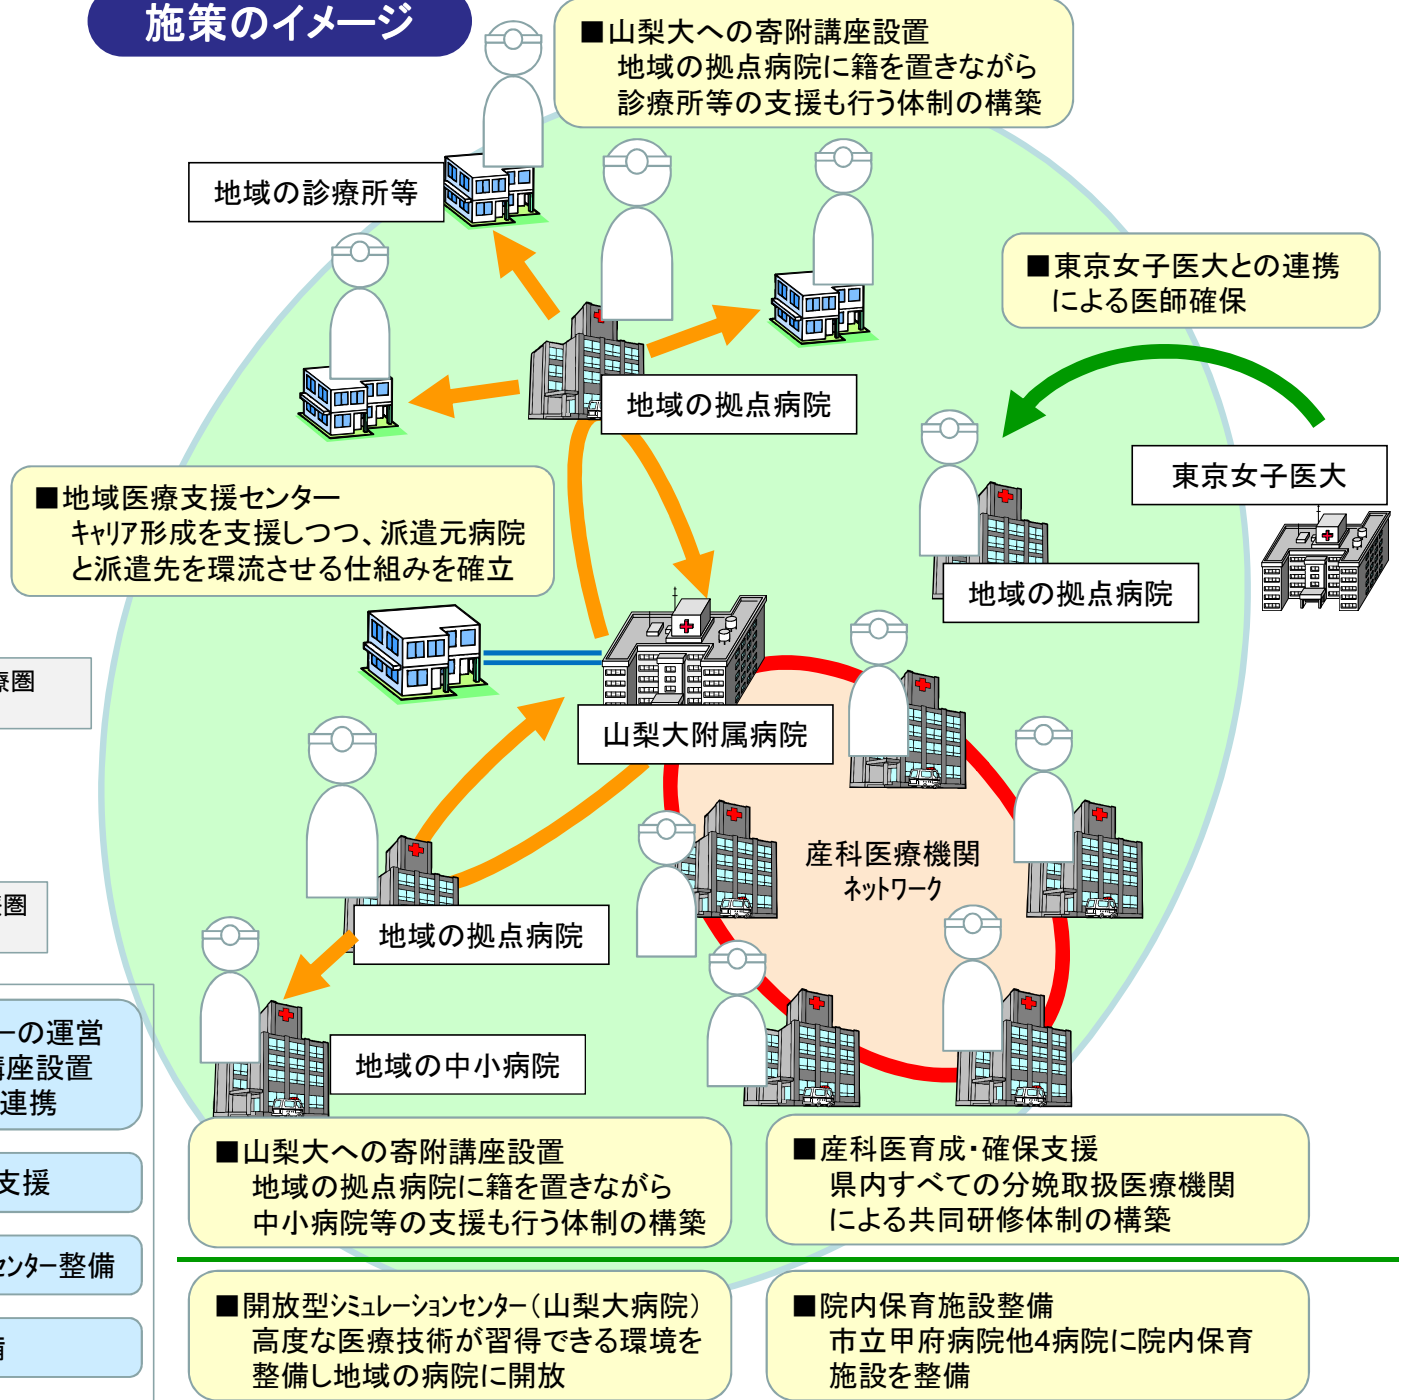 施策のイメージ
■山梨大への寄附講座設置
地域の拠点病院に籍を置きながら
診療所等の支援も行う体制の構築
地域の診療所等
■東京女子医大との連携
による医師確保
地域の拠点病院
東京女子医大
■地域医療支援センター
キャリア形成を支援しつつ、派遣元病院
と派遣先を環流させる仕組みを確立
地域の拠点病院
療圏
山梨大附属病院
産科医療機関
ネットワーク
圏
地域の拠点病院
ーの運営
講座設置
連携
地域の中小病院
■山梨大への寄附講座設置
地域の拠点病院に籍を置きながら
中小病院等の支援も行う体制の構築
■産科医育成・確保支援
県内すべての分娩取扱医療機関
による共同研修体制の構築
支援
センター整備
■開放型シミュレーションセンター(山梨大病院)
高度な医療技術が習得できる環境を
整備し地域の病院に開放
■院内保育施設整備
市立甲府病院他4病院に院内保育
施設を整備
備